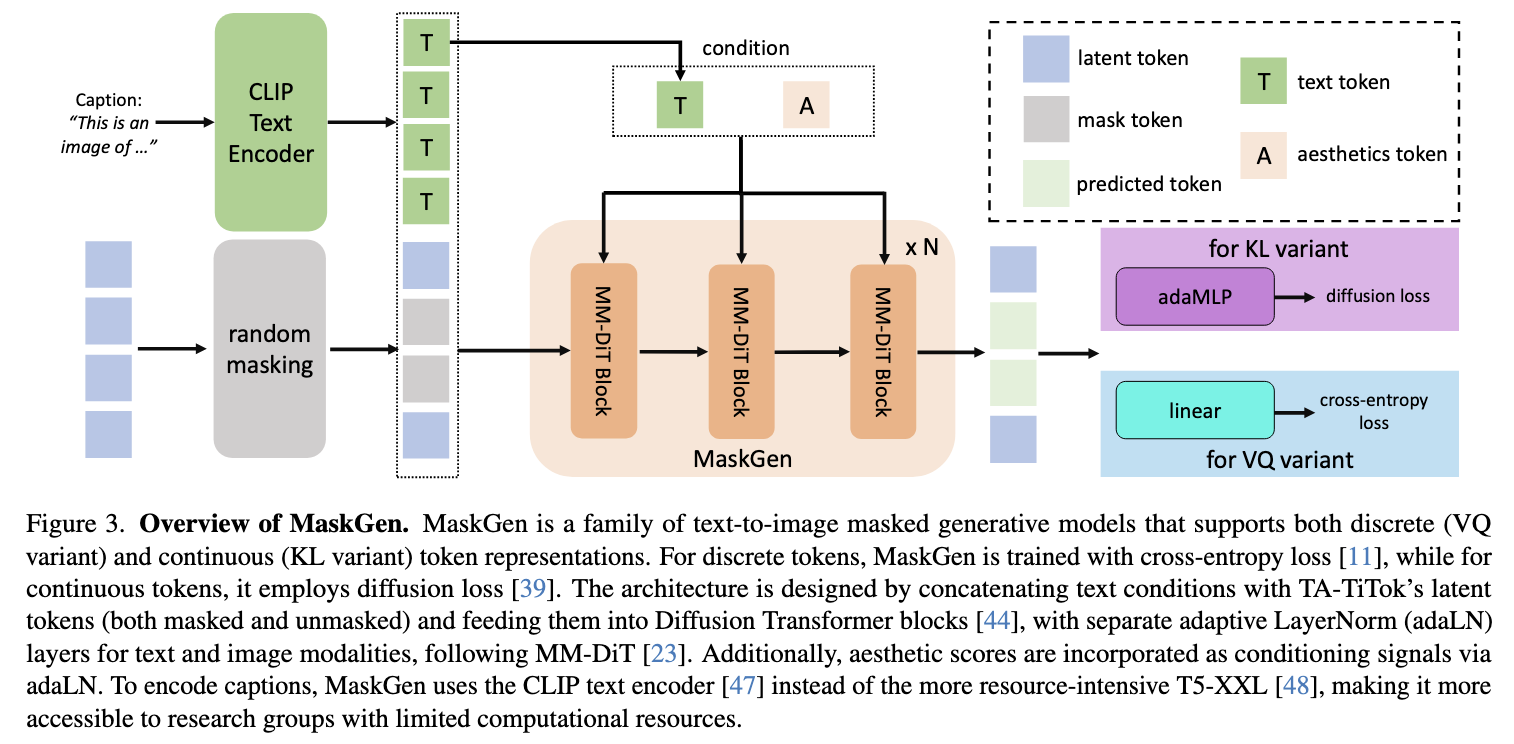 Caption:
“This is an
image of …”
CLIP
Text
Encoder
T
T
T
T
condition
T
A
latent token
mask token
predicted token
T
text token
A
aesthetics token
random
masking
x N
MM-DiT Block
MM-DiT Block
MM-DiT Block
MaskGen
for KL variant
adaMLP
diffusion loss
linear
cross-entropy
loss
for VQ variant
Figure 3. Overview of MaskGen. MaskGen is a family of text-to-image masked generative models that supports both discrete (VQ
variant) and continuous (KL variant) token representations. For discrete tokens, MaskGen is trained with cross-entropy loss [11], while for
continuous tokens, it employs diffusion loss [39]. The architecture is designed by concatenating text conditions with TA-TiTok’s latent
tokens (both masked and unmasked) and feeding them into Diffusion Transformer blocks [44], with separate adaptive LayerNorm (adaLN)
layers for text and image modalities, following MM-DiT [23]. Additionally, aesthetic scores are incorporated as conditioning signals via
adaLN. To encode captions, MaskGen uses the CLIP text encoder [47] instead of the more resource-intensive T5-XXL [48], making it more
accessible to research groups with limited computational resources.